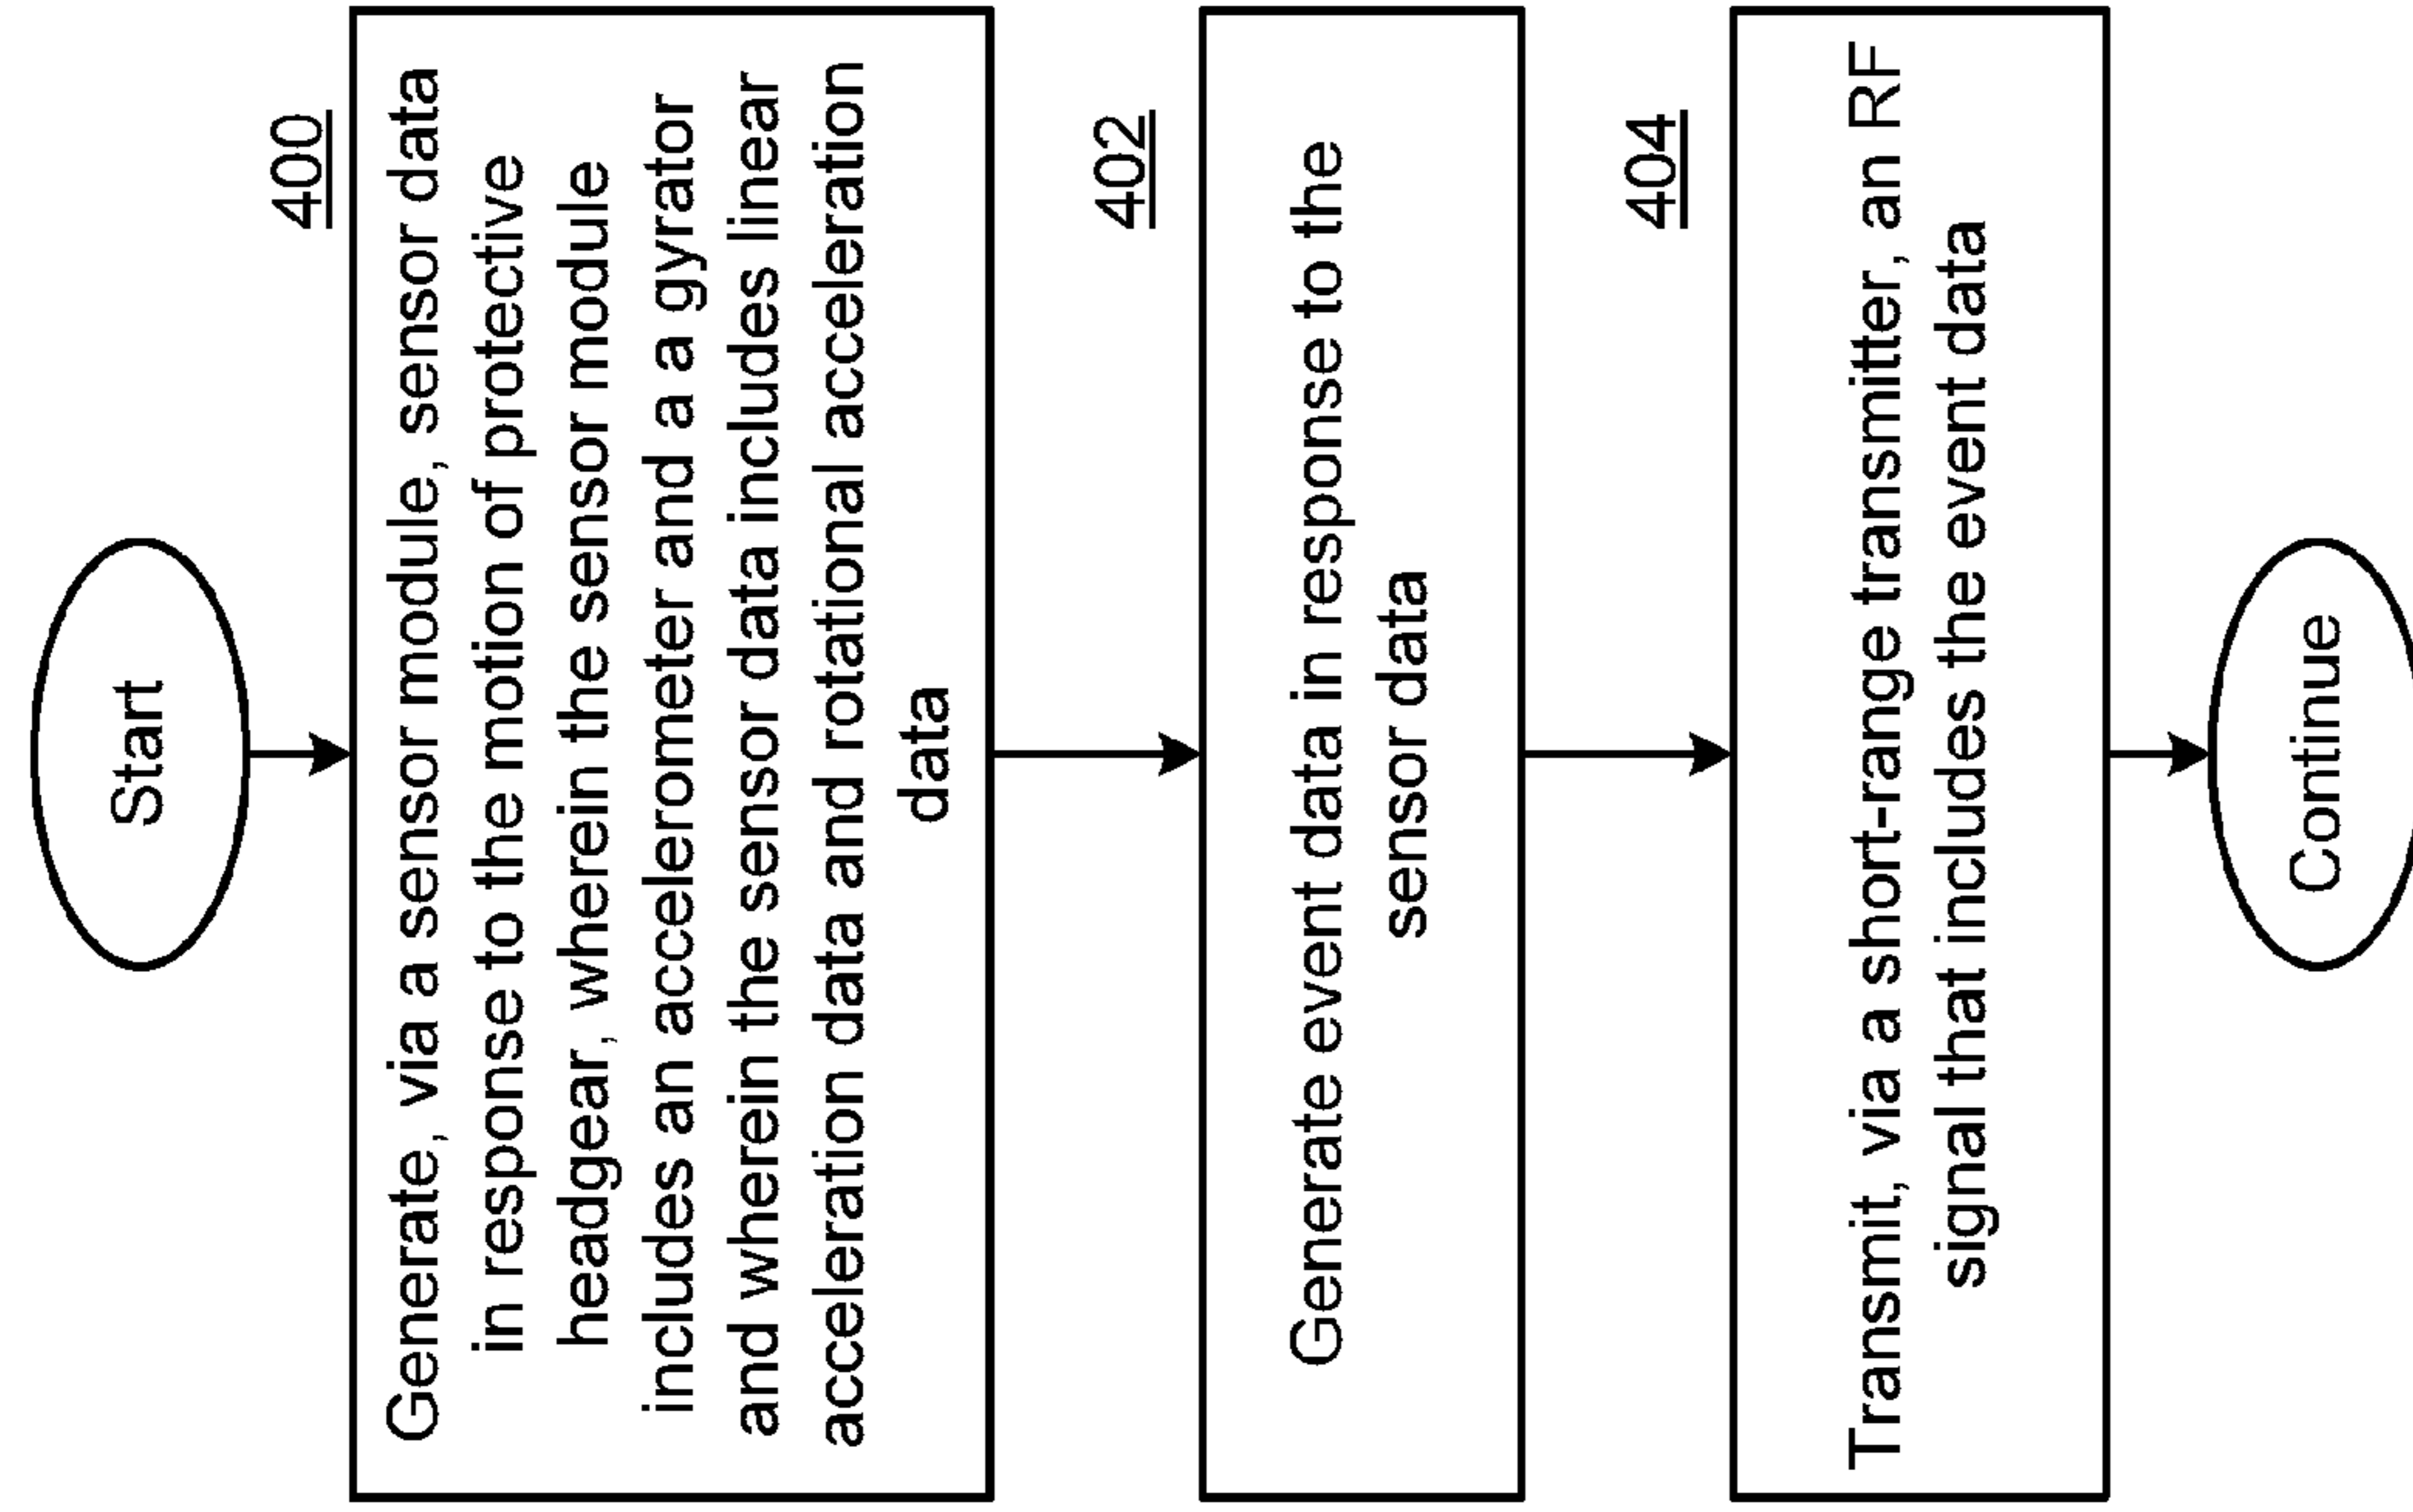 Start
400
Generate, via a sensor module, sensor data
in response to the motion of protective
headgear, wherein the sensor module
includes an accelerometer and a a gyrator
and wherein the sensor data includes linear
acceleration data and rotational acceleration
data
402
Generate event data in response to the
sensor data
404
Transmit, via a short-range transmitter, an RF
signal that includes the event data
Continue